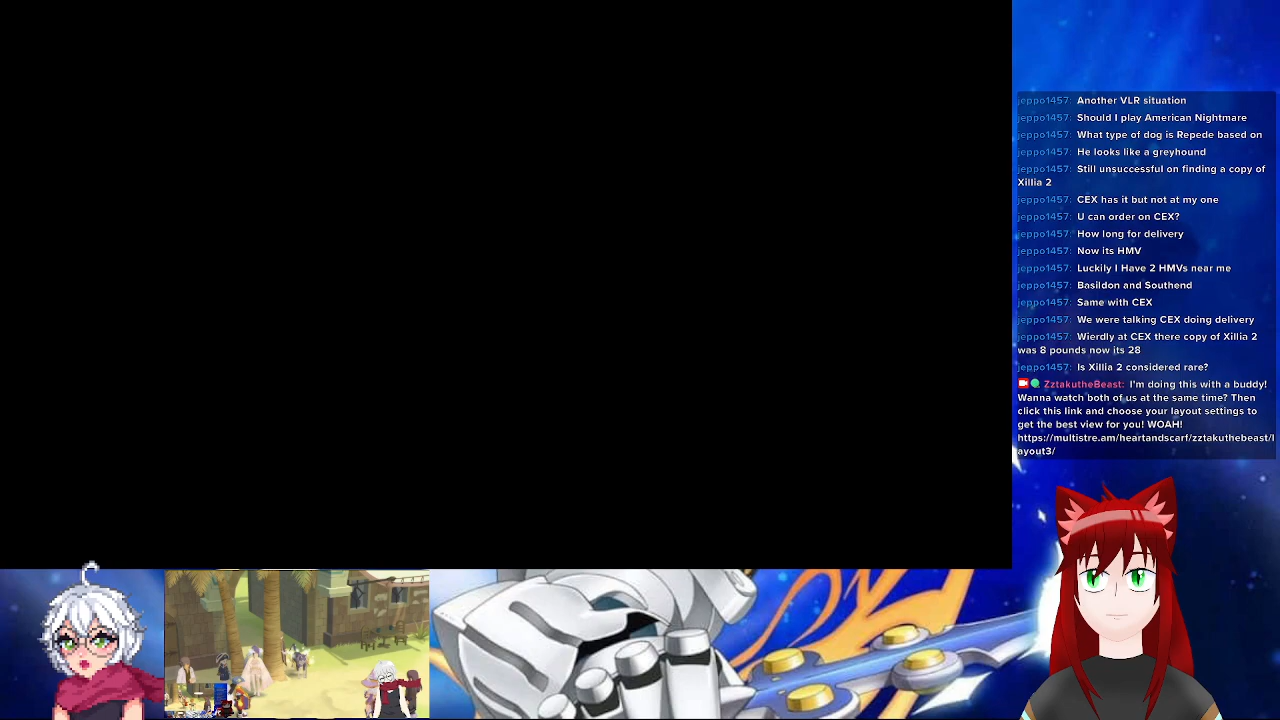 jeppo1457: Another VLR situation
jeppo1457: Should I play American Nightmare
jeppo1457: What type of dog is Repede based on
jeppo1457: He looks like a greyhound
jeppo1457: Still unsuccessful on finding a copy of
Xillia 2
jeppo1457: CEX has it but not at my one
jeppo1457: U can order on CEX?
jeppo1457: How long for delivery
jeppo1457: Now its HMV
jeppo1457: Luckily I Have 2 HMVs near me
jeppo1457: Basildon and Southend
jeppo1457: Same with CEX
jeppo1457: We were talking CEX doing delivery
jeppo1457: Wierdly at CEX there copy of Xillia 2
was 8 pounds now its 28
jeppo1457: Is Xillia 2 considered rare?
ZztakutheBeast: I'm doing this with a buddy!
Wanna watch both of us at the same time? Then
click this link and choose your layout settings to
get the best view for you! WOAH!
https://multistre.am/heartandscarf/zztakuthebeast/l
ayout3/